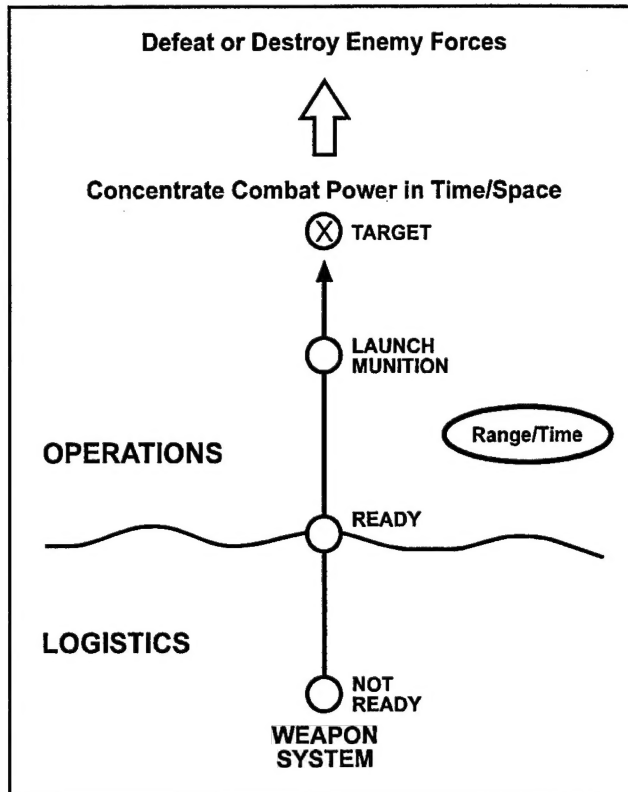 Defeat or Destroy Enemy Forces
Concentrate Combat Power in Time/Space
X
TARGET
LAUNCH
MUNITION
Range/Time
OPERATIONS
READY
LOGISTICS
NOT
READY
WEAPON
SYSTEM